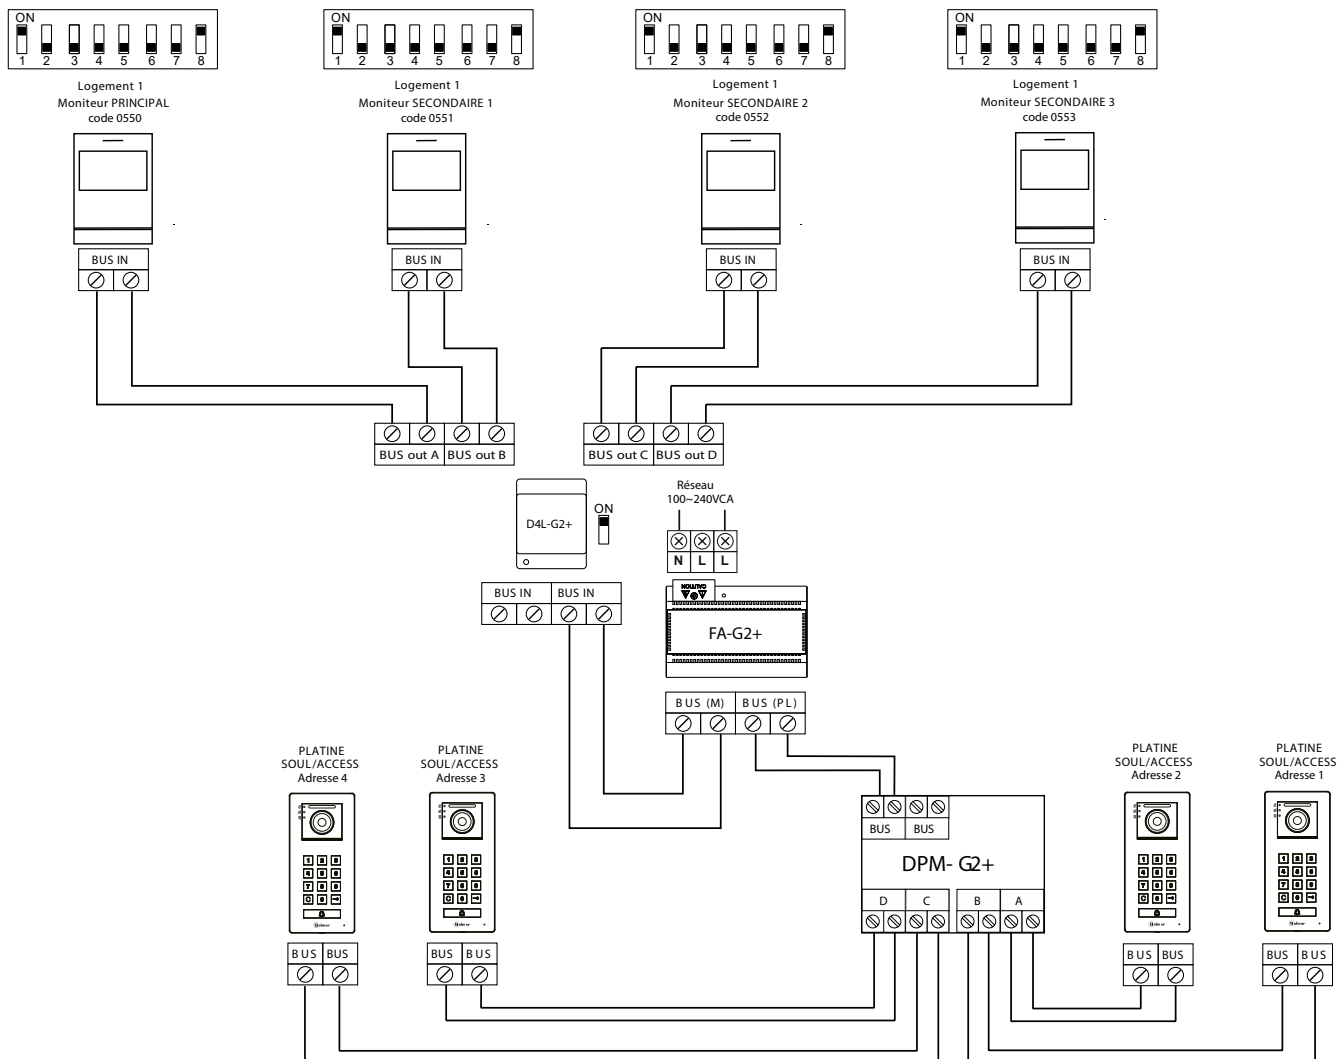 ON
1 2 3 4 5 6 7 8
Logement 1
Moniteur PRINCIPAL
code 0550
ON
1 2 3 4 5 6 7 8
Logement 1
Moniteur SECONDAIRE 1
code 0551
ON
1 2 3 4 5 6 7 8
Logement 1
Moniteur SECONDAIRE 2
code 0552
ON
1 2 3 4 5 6 7 8
Logement 1
Moniteur SECONDAIRE 3
code 0553
BUS IN
BUS IN
BUS IN
BUS IN
BUS out A BUS out B
BUS out C BUS out D
D4L-G2+
ON
Réseau
100~240VCA
N L L
BUS IN BUS IN
CAUTION
FA-G2+
BUS (M) BUS (PL)
PLATINE
SOUL/ACCESS
Adresse 4
PLATINE
SOUL/ACCESS
Adresse 3
PLATINE
SOUL/ACCESS
Adresse 2
PLATINE
SOUL/ACCESS
Adresse 1
BUS BUS
DPM- G2+
D C B A
BUS BUS
BUS BUS
BUS BUS
BUS BUS